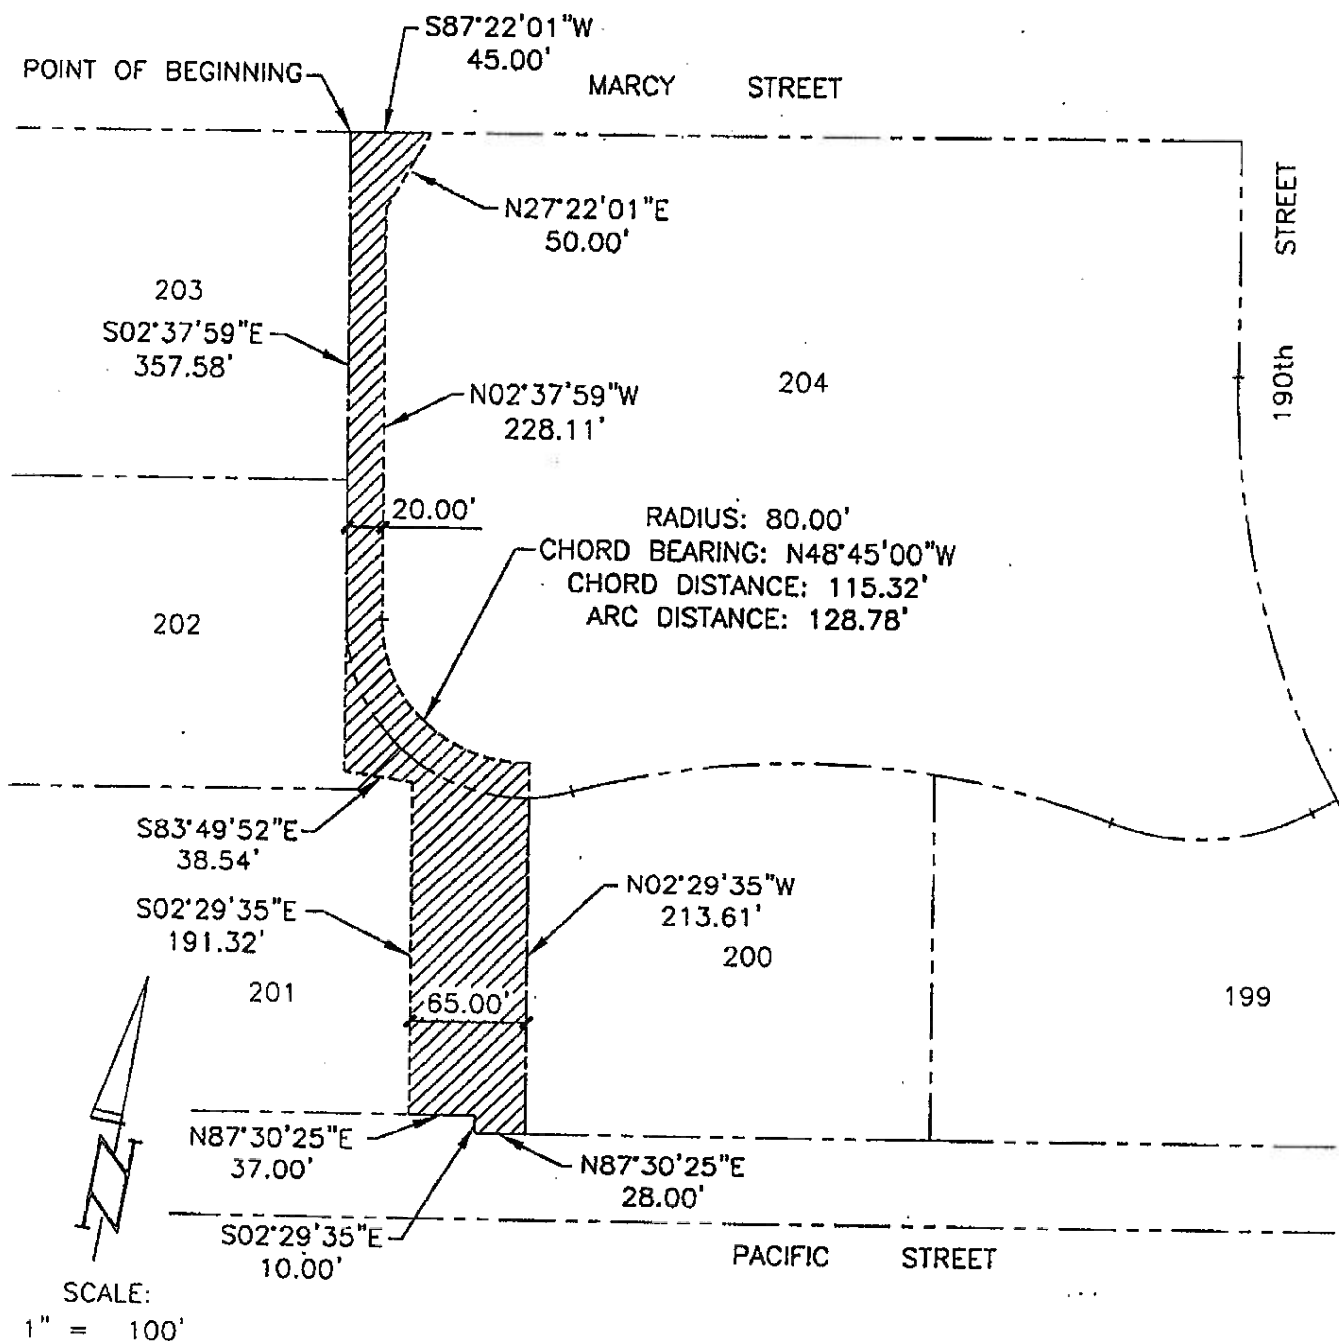 S87°22'01"W
45.00'
POINT OF BEGINNING
MARCY STREET
N27°22'01"E
50.00'
190th STREET
203
S02°37'59"E
357.58'
204
N02°37'59"W
228.11'
20.00'
RADIUS: 80.00'
CHORD BEARING: N48°45'00"W
CHORD DISTANCE: 115.32'
ARC DISTANCE: 128.78'
202
S83°49'52"E
38.54'
S02°29'35"E
191.32'
N02°29'35"W
213.61'
200
201
65.00'
199
N87°30'25"E
37.00'
N87°30'25"E
28.00'
S02°29'35"E
10.00'
PACIFIC STREET
SCALE:
1" = 100'